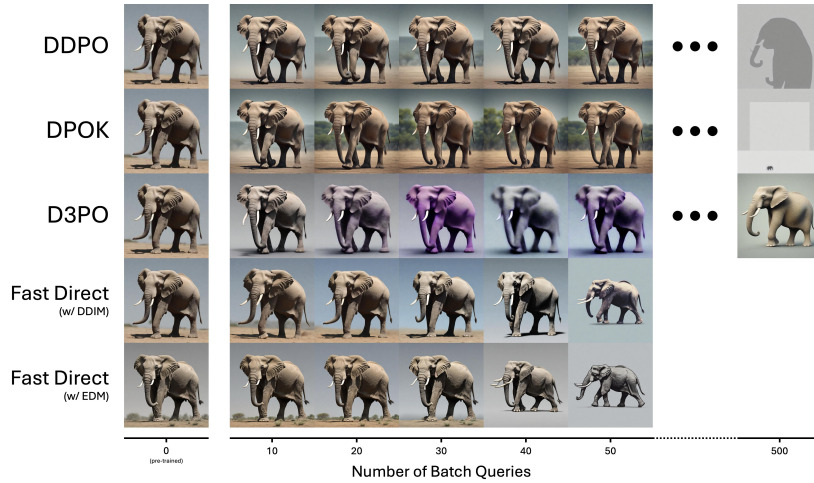 DDPO
DPOK
D3PO
Fast Direct
(w/ DDIM)
Fast Direct
(w/ EDM)
0 10 20 30 40 50 500
(pre-trained)
Number of Batch Queries